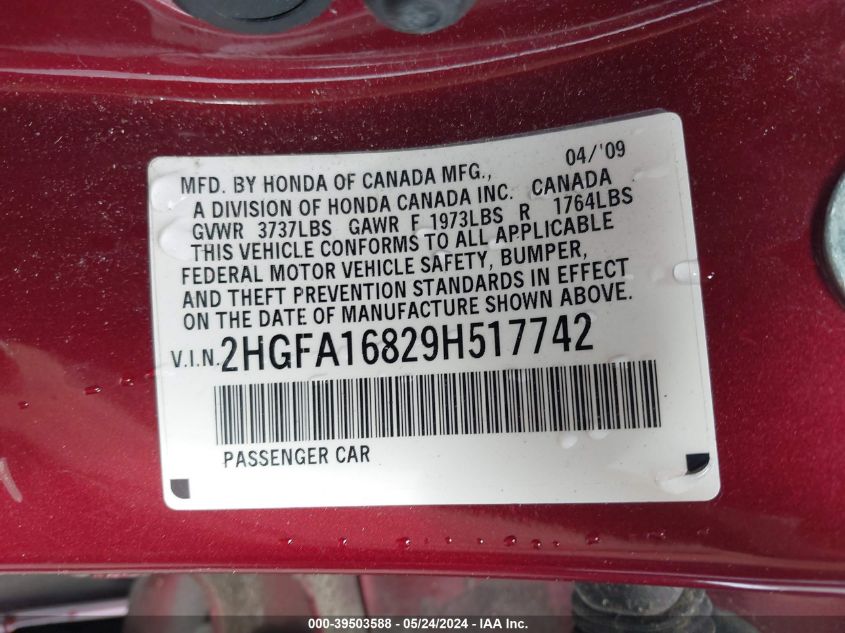 04/'09
MFD. BY HONDA OF CANADA MFG.,
A DIVISION OF HONDA CANADA INC. CANADA
GVWR 3737LBS GAWR F 1973LBS R 1764LBS
THIS VEHICLE CONFORMS TO ALL APPLICABLE
FEDERAL MOTOR VEHICLE SAFETY, BUMPER,
AND THEFT PREVENTION STANDARDS IN EFFECT
ON THE DATE OF MANUFACTURE SHOWN ABOVE.
V.I.N. 2HGFA16829H517742
PASSENGER CAR
000-39503588 - 05/24/2024 - IAAI.COM